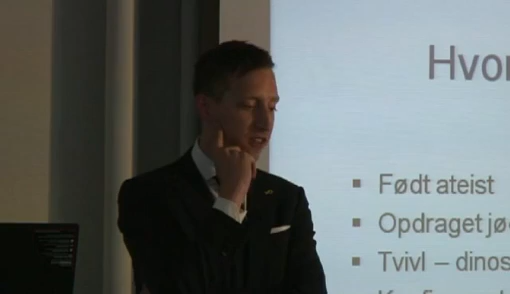 Hvor
Født ateist
Opdraget jø
Tvivl – dinos